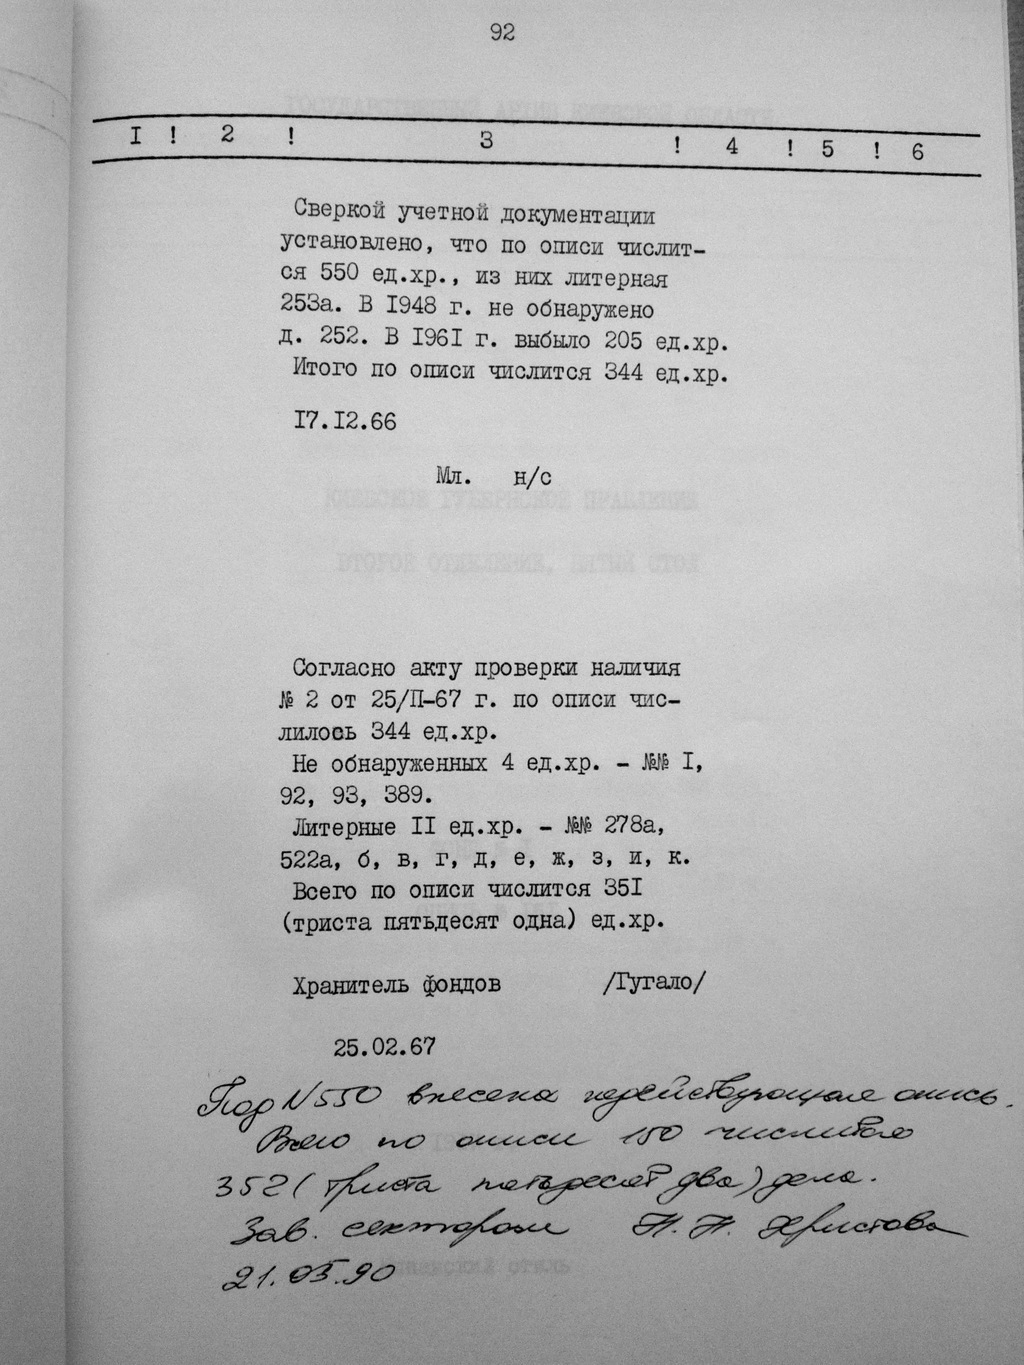 92
I ! 2 ! 3 ! 4 ! 5 ! 6
Сверкой учетной документации
установлено, что по описи числит-
ся 550 ед.хр., из них литерная
253а. В I948 г. не обнаружено
д. 252. В I96I г. выбыло 205 ед.хр.
Итого по описи числится 344 ед.хр.
I7.I2.66
Мл. н/с
Согласно акту проверки наличия
№ 2 от 25/П-67 г. по описи чис-
лилось 344 ед.хр.
Не обнаруженных 4 ед.хр. - №№ I,
92, 93, 389.
Литерные II ед.хр. - №№ 278а,
522а, б, в, г, д, е, ж, з, и, к.
Всего по описи числится 35I
(триста пятьдесят одна) ед.хр.
Хранитель фондов /Гугало/
25.02.67
Под N 550 внесена недействующая опись.
Всего по описи 150 числится
352 (триста пятьдесят два) дела.
Зав. сектором Н. Н. Христова
21.05.90